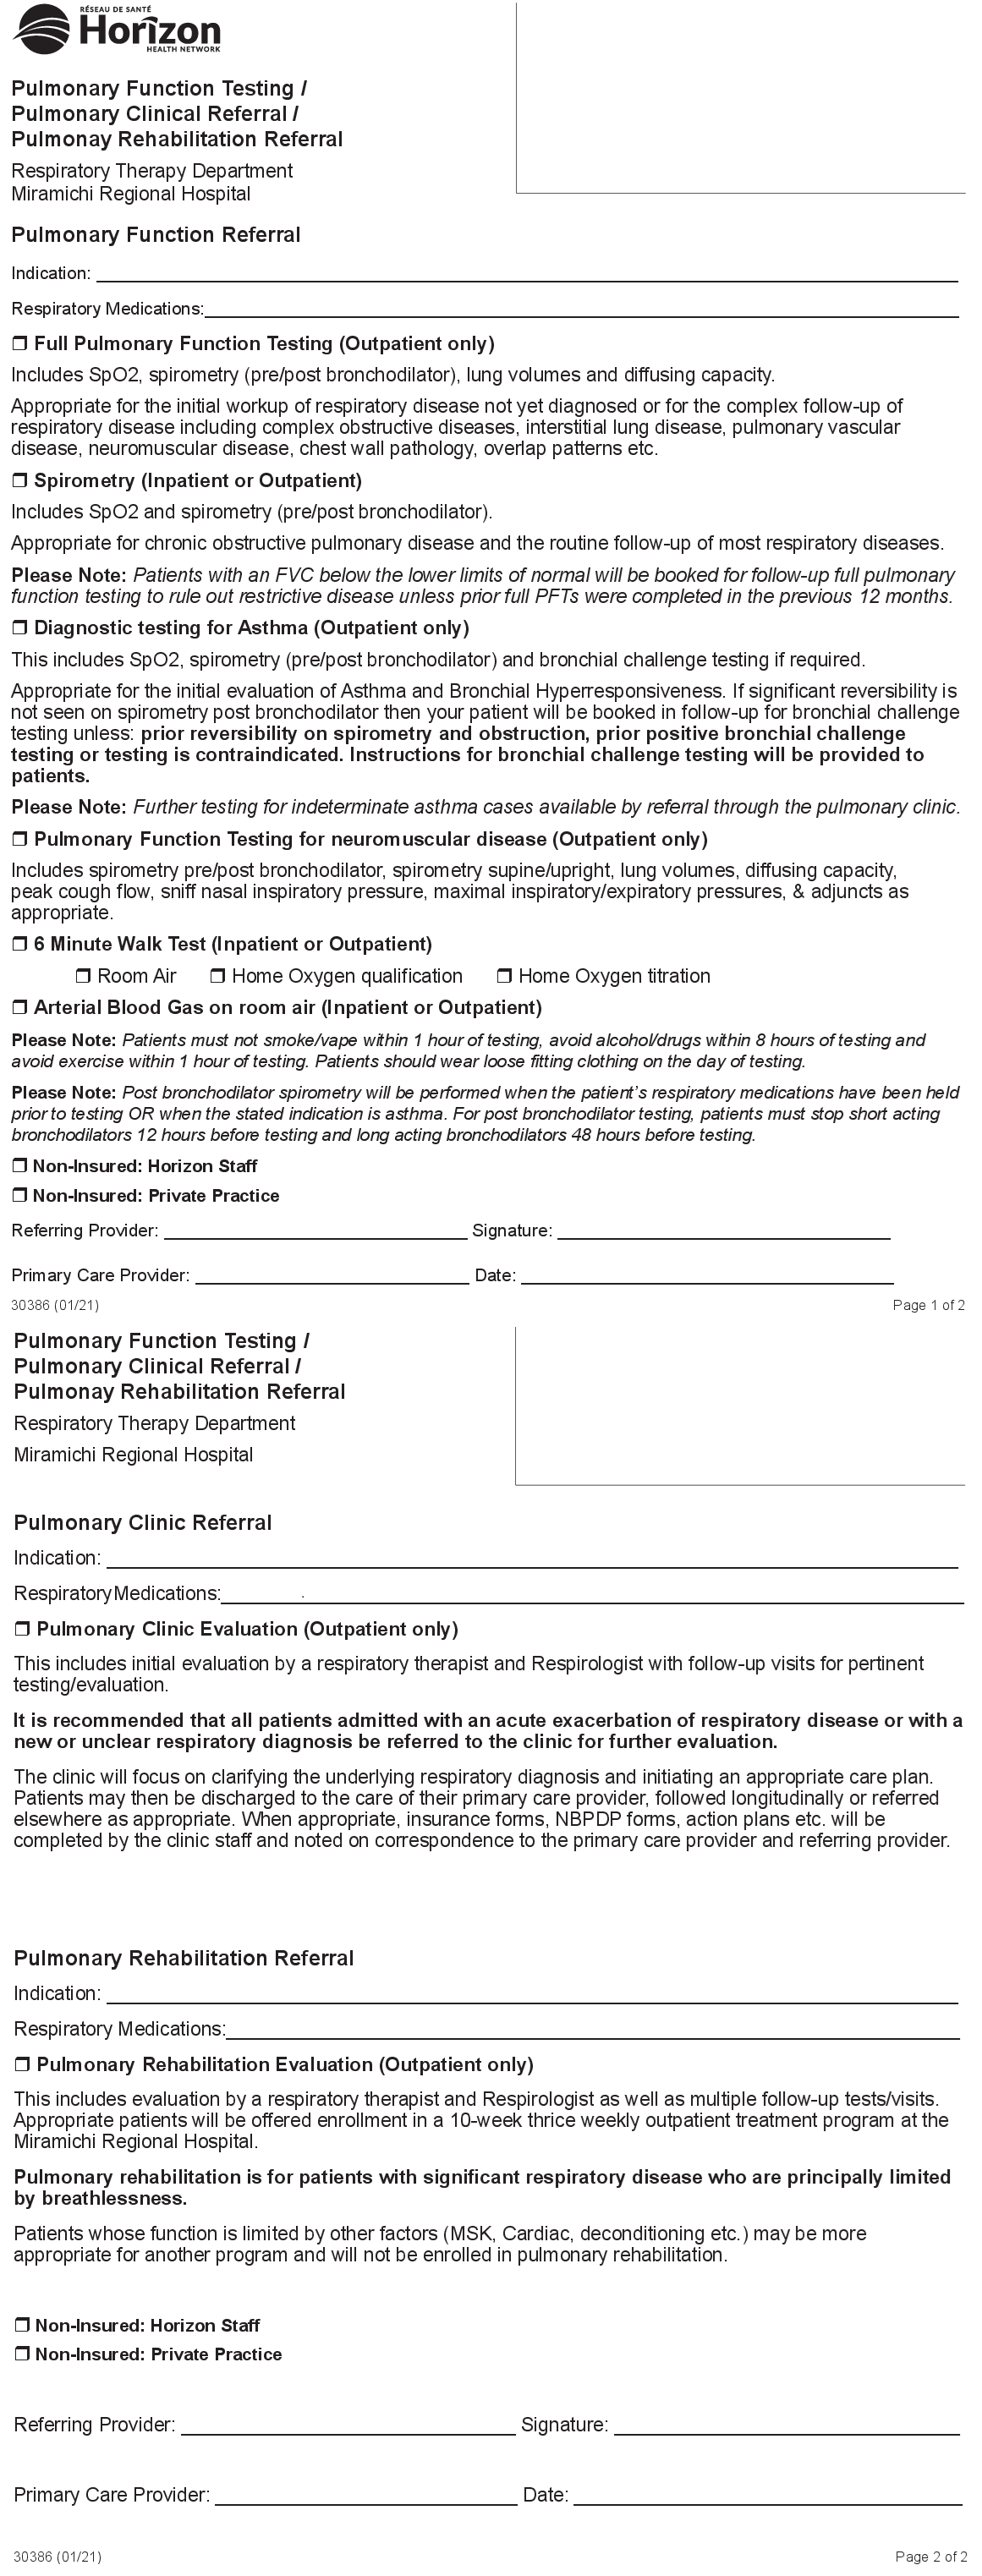 RÉSEAU DE SANTÉ
Horizon
HEALTH NETWORK
Pulmonary Function Testing /
Pulmonary Clinical Referral /
Pulmonay Rehabilitation Referral
Respiratory Therapy Department
Miramichi Regional Hospital
Pulmonary Function Referral
Indication:
Respiratory Medications:
❒ Full Pulmonary Function Testing (Outpatient only)
Includes SpO2, spirometry (pre/post bronchodilator), lung volumes and diffusing capacity.
Appropriate for the initial workup of respiratory disease not yet diagnosed or for the complex follow-up of
respiratory disease including complex obstructive diseases, interstitial lung disease, pulmonary vascular
disease, neuromuscular disease, chest wall pathology, overlap patterns etc.
❒ Spirometry (Inpatient or Outpatient)
Includes SpO2 and spirometry (pre/post bronchodilator).
Appropriate for chronic obstructive pulmonary disease and the routine follow-up of most respiratory diseases.
Please Note: Patients with an FVC below the lower limits of normal will be booked for follow-up full pulmonary
function testing to rule out restrictive disease unless prior full PFTs were completed in the previous 12 months.
❒ Diagnostic testing for Asthma (Outpatient only)
This includes SpO2, spirometry (pre/post bronchodilator) and bronchial challenge testing if required.
Appropriate for the initial evaluation of Asthma and Bronchial Hyperresponsiveness. If significant reversibility is
not seen on spirometry post bronchodilator then your patient will be booked in follow-up for bronchial challenge
testing unless: prior reversibility on spirometry and obstruction, prior positive bronchial challenge
testing or testing is contraindicated. Instructions for bronchial challenge testing will be provided to
patients.
Please Note: Further testing for indeterminate asthma cases available by referral through the pulmonary clinic.
❒ Pulmonary Function Testing for neuromuscular disease (Outpatient only)
Includes spirometry pre/post bronchodilator, spirometry supine/upright, lung volumes, diffusing capacity,
peak cough flow, sniff nasal inspiratory pressure, maximal inspiratory/expiratory pressures, & adjuncts as
appropriate.
❒ 6 Minute Walk Test (Inpatient or Outpatient)
❒ Room Air ❒ Home Oxygen qualification ❒ Home Oxygen titration
❒ Arterial Blood Gas on room air (Inpatient or Outpatient)
Please Note: Patients must not smoke/vape within 1 hour of testing, avoid alcohol/drugs within 8 hours of testing and
avoid exercise within 1 hour of testing. Patients should wear loose fitting clothing on the day of testing.
Please Note: Post bronchodilator spirometry will be performed when the patient's respiratory medications have been held
prior to testing OR when the stated indication is asthma. For post bronchodilator testing, patients must stop short acting
bronchodilators 12 hours before testing and long acting bronchodilators 48 hours before testing.
❒ Non-Insured: Horizon Staff
❒ Non-Insured: Private Practice
Referring Provider: Signature:
Primary Care Provider: Date:
30386 (01/21) Page 1 of 2
Pulmonary Function Testing /
Pulmonary Clinical Referral /
Pulmonay Rehabilitation Referral
Respiratory Therapy Department
Miramichi Regional Hospital
Pulmonary Clinic Referral
Indication:
Respiratory Medications:
❒ Pulmonary Clinic Evaluation (Outpatient only)
This includes initial evaluation by a respiratory therapist and Respirologist with follow-up visits for pertinent
testing/evaluation.
It is recommended that all patients admitted with an acute exacerbation of respiratory disease or with a
new or unclear respiratory diagnosis be referred to the clinic for further evaluation.
The clinic will focus on clarifying the underlying respiratory diagnosis and initiating an appropriate care plan.
Patients may then be discharged to the care of their primary care provider, followed longitudinally or referred
elsewhere as appropriate. When appropriate, insurance forms, NBPDP forms, action plans etc. will be
completed by the clinic staff and noted on correspondence to the primary care provider and referring provider.
Pulmonary Rehabilitation Referral
Indication:
Respiratory Medications:
❒ Pulmonary Rehabilitation Evaluation (Outpatient only)
This includes evaluation by a respiratory therapist and Respirologist as well as multiple follow-up tests/visits.
Appropriate patients will be offered enrollment in a 10-week thrice weekly outpatient treatment program at the
Miramichi Regional Hospital.
Pulmonary rehabilitation is for patients with significant respiratory disease who are principally limited
by breathlessness.
Patients whose function is limited by other factors (MSK, Cardiac, deconditioning etc.) may be more
appropriate for another program and will not be enrolled in pulmonary rehabilitation.
❒ Non-Insured: Horizon Staff
❒ Non-Insured: Private Practice
Referring Provider: Signature:
Primary Care Provider: Date:
30386 (01/21) Page 2 of 2